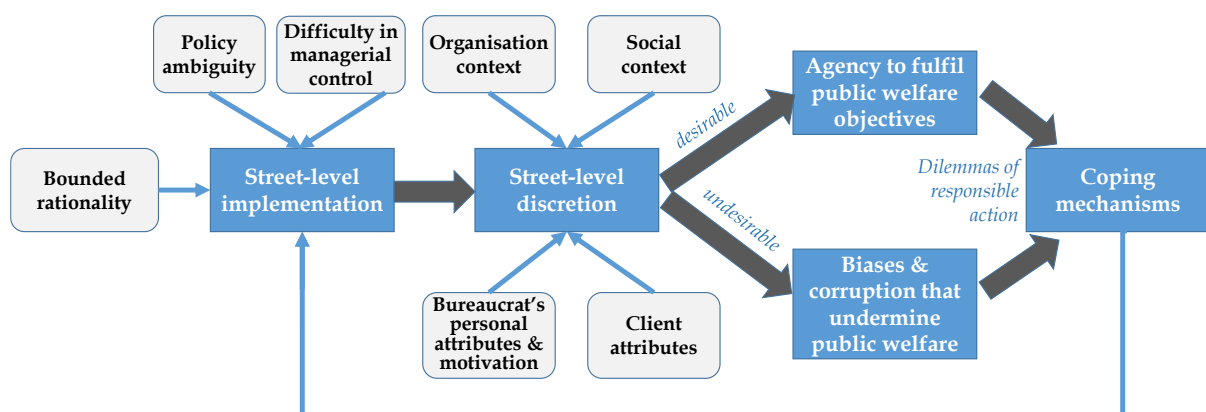 Policy
ambiguity
Difficulty in
managerial
control
Organisation
context
Social
context
Bounded
rationality
Street-level
implementation
Street-level
discretion
desirable
undesirable
Agency to fulfil
public welfare
objectives
Dilemmas of
responsible
action
Coping
mechanisms
Biases &
corruption that
undermine
public welfare
Bureaucrat's
personal
attributes &
motivation
Client
attributes